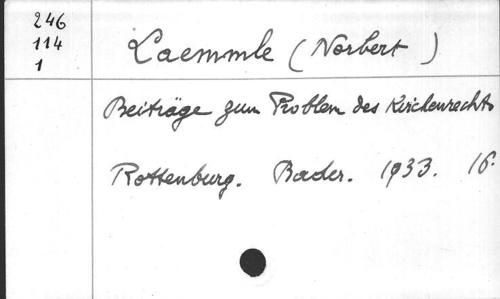 246
114
1
Laemmle (Norbert)
Beiträge zum Problem des Kirchenrechts
Rottenburg. Bader. 1933. 16.